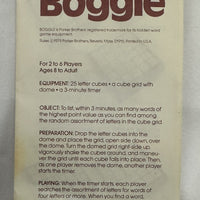 Boggle
BOGGLE is Parker Brothers registered trademark for its hidden word
game equipment.
Rules ©1979 Parker Brothers, Beverly, Mass. 01915. Printed in U.S.A.
For 2 to 6 Players
Ages 8 to Adult
EQUIPMENT: 25 letter cubes • a cube grid with
dome • a 3-minute timer
OBJECT: To list, within 3 minutes, as many words of
the highest point value as you can find among
the random assortment of letters in the cube grid.
PREPARATION: Drop the letter cubes into the
dome and place the grid, open side down, over
the dome. Turn the domed grid right-side up
vigorously shake the cubes around, and maneu-
ver the grid until each cube falls into place. Then,
as one player removes the dome, another player
starts the timer.
PLAYING: When the timer starts, each player
searches the assortment of letters for words of
four letters or more. When you find a word,